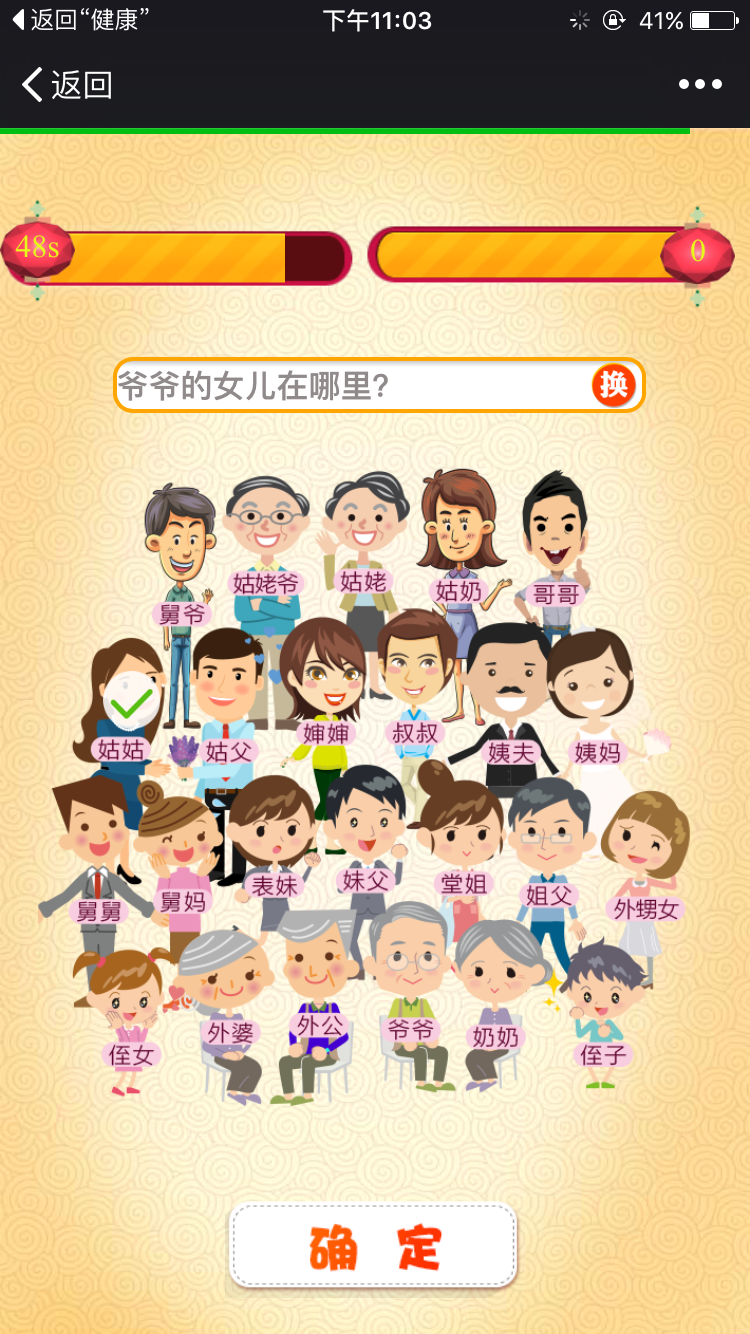 返回“健康”
下午11:03
41%
返回
48s
0
爷爷的女儿在哪里?
换
舅爷
姑姥爷
姑姥
姑奶
哥哥
姑姑
姑父
婶婶
叔叔
姨夫
姨妈
舅舅
舅妈
表妹
妹父
堂姐
姐父
外甥女
侄女
外婆
外公
爷爷
奶奶
侄子
确 定